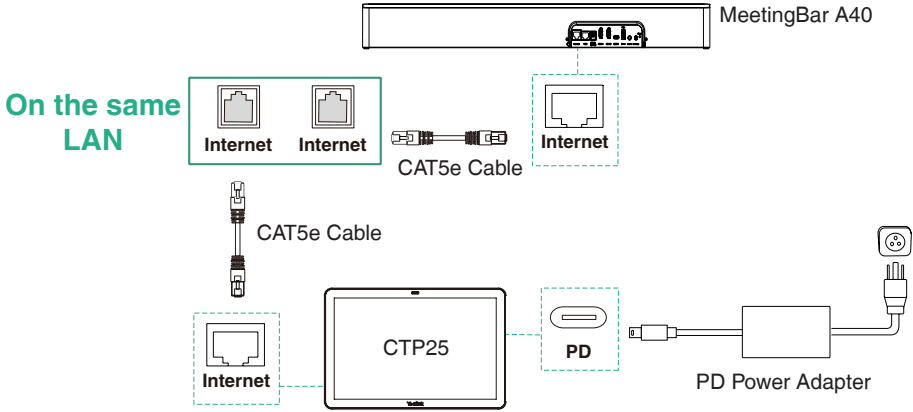 MeetingBar A40
On the same
LAN
Internet
Internet
Internet
CAT5e Cable
CAT5e Cable
CTP25
PD
Internet
PD Power Adapter
Yealink